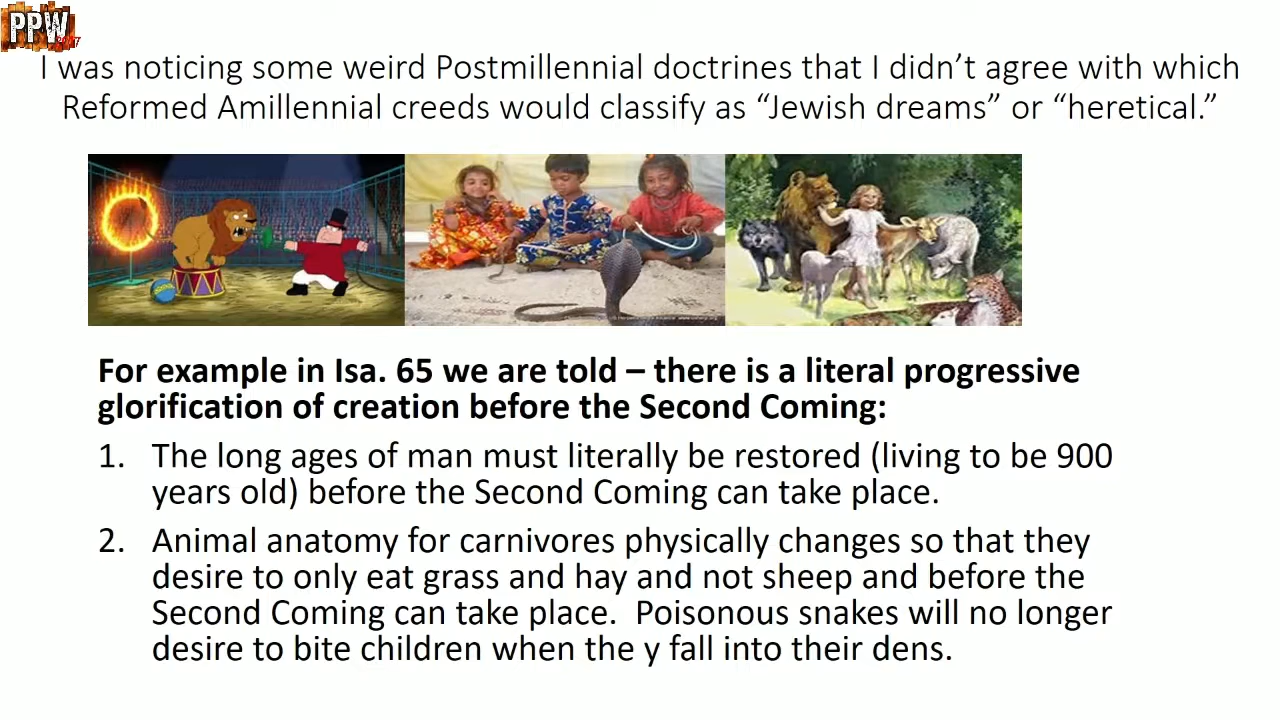 PPW
I was noticing some weird Postmillennial doctrines that I didn’t agree with which
Reformed Amillennial creeds would classify as “Jewish dreams” or “heretical.”
For example in Isa. 65 we are told – there is a literal progressive
glorification of creation before the Second Coming:
1. The long ages of man must literally be restored (living to be 900
years old) before the Second Coming can take place.
2. Animal anatomy for carnivores physically changes so that they
desire to only eat grass and hay and not sheep and before the
Second Coming can take place. Poisonous snakes will no longer
desire to bite children when the y fall into their dens.